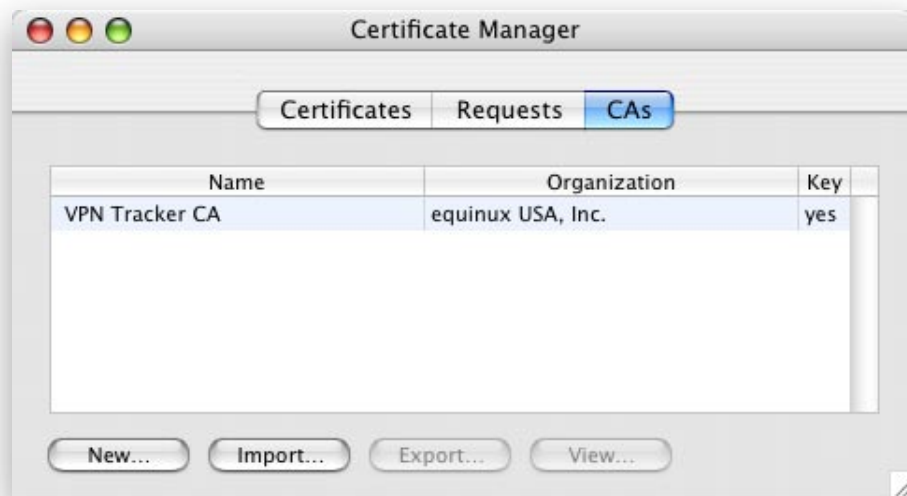 Certificate Manager
Certificates Requests CAs
Name Organization Key
VPN Tracker CA equinux USA, Inc. yes
New... Import... Export... View...